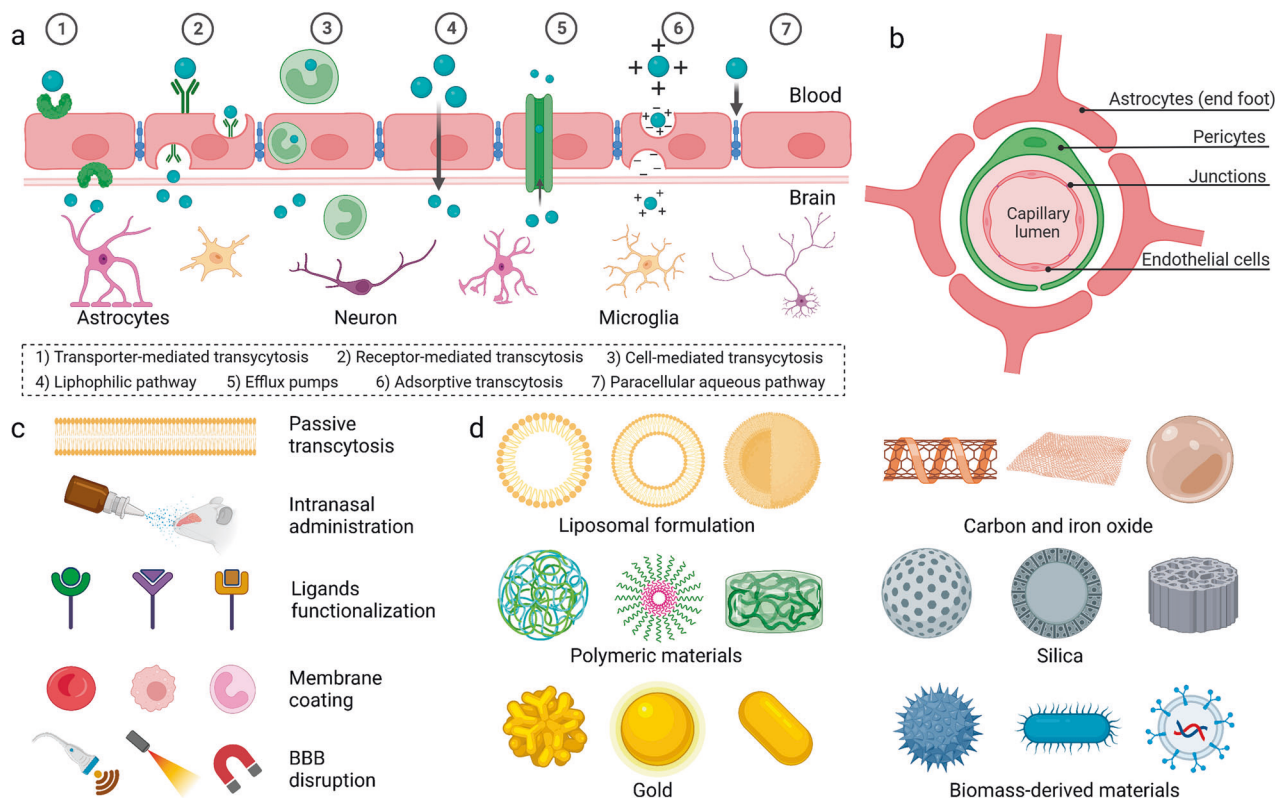 a
1
2
3
4
5
6
7
Blood
Brain
Astrocytes
Neuron
Microglia
1) Transporter-mediated transycytosis 2) Receptor-mediated transcytosis 3) Cell-mediated transycytosis
4) Liphophilic pathway 5) Efflux pumps 6) Adsorptive transcytosis 7) Paracellular aqueous pathway
b
Astrocytes (end foot)
Pericytes
Junctions
Capillary
lumen
Endothelial cells
c
Passive
transcytosis
Intranasal
administration
Ligands
functionalization
Membrane
coating
BBB
disruption
d
Liposomal formulation
Carbon and iron oxide
Polymeric materials
Silica
Gold
Biomass-derived materials